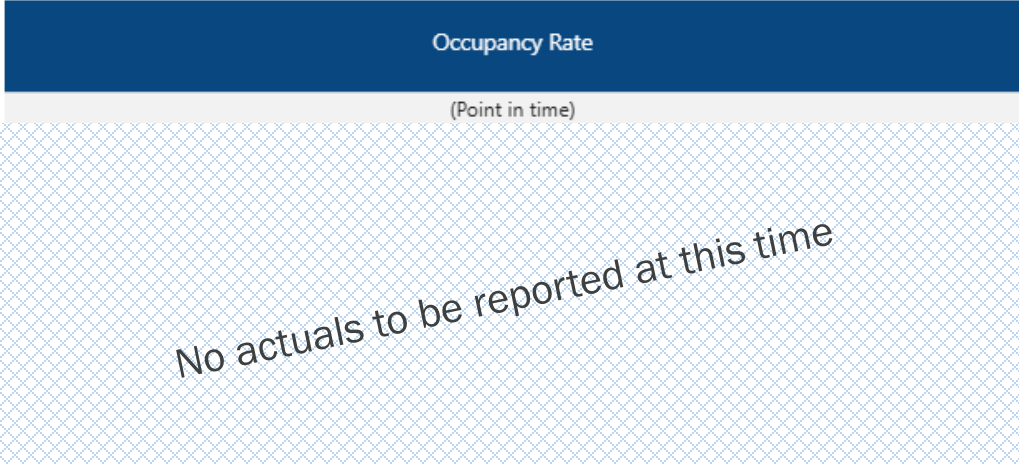 Occupancy Rate
(Point in time)
No actuals to be reported at this time